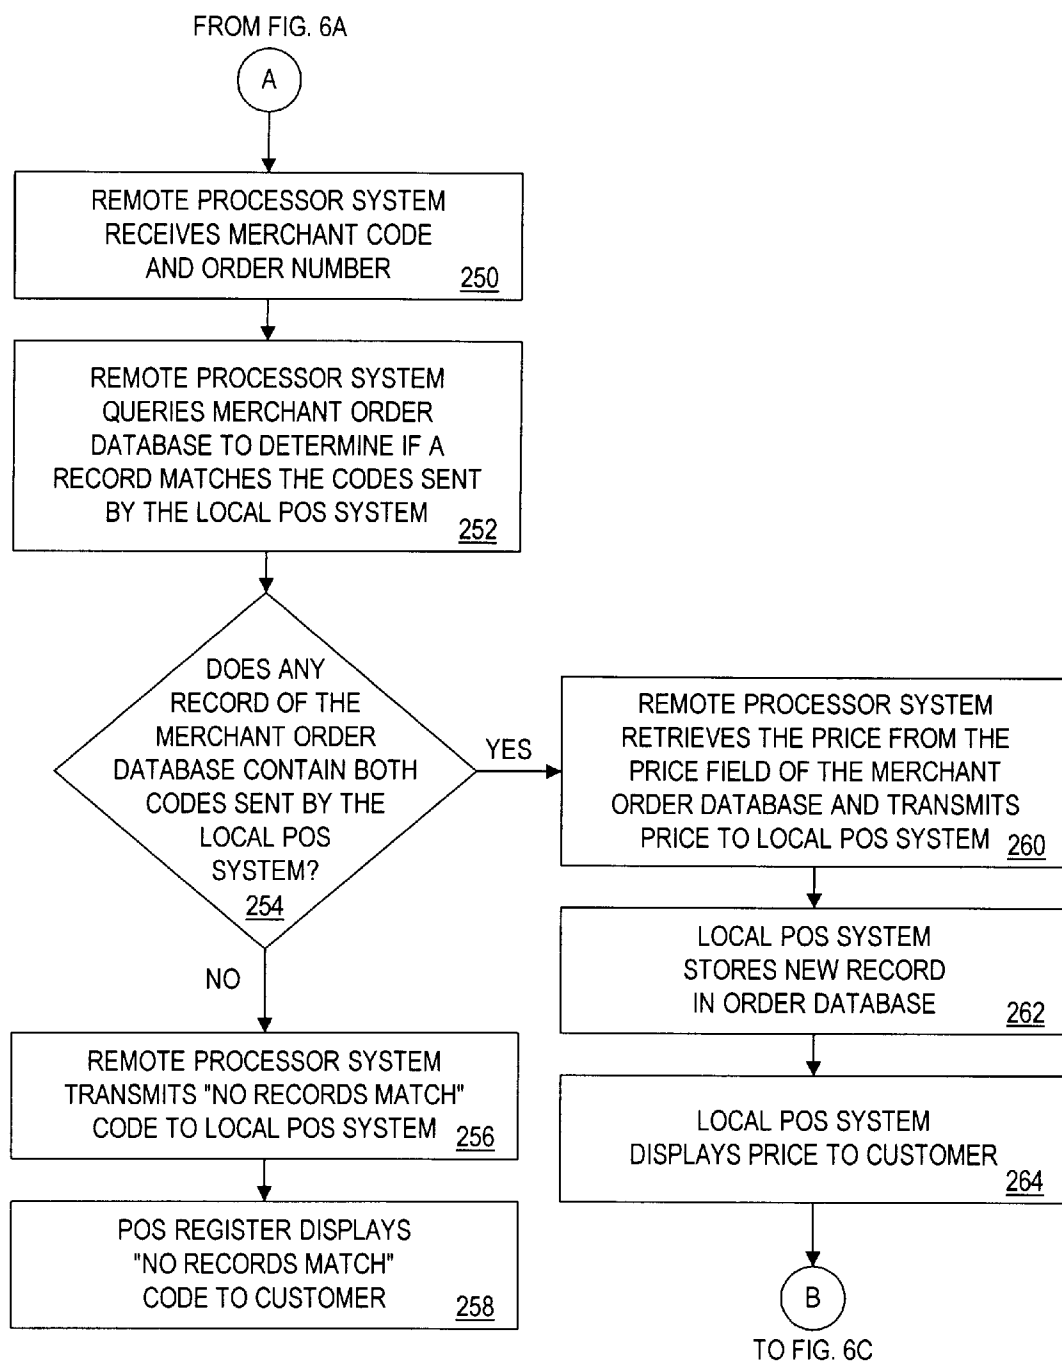 FROM FIG. 6A
A
REMOTE PROCESSOR SYSTEM
RECEIVES MERCHANT CODE
AND ORDER NUMBER
250
REMOTE PROCESSOR SYSTEM
QUERIES MERCHANT ORDER
DATABASE TO DETERMINE IF A
RECORD MATCHES THE CODES SENT
BY THE LOCAL POS SYSTEM
252
DOES ANY
RECORD OF THE
MERCHANT ORDER
DATABASE CONTAIN BOTH
CODES SENT BY THE
LOCAL POS
SYSTEM?
254
NO
REMOTE PROCESSOR SYSTEM
TRANSMITS "NO RECORDS MATCH"
CODE TO LOCAL POS SYSTEM
256
POS REGISTER DISPLAYS
"NO RECORDS MATCH"
CODE TO CUSTOMER
258
YES
REMOTE PROCESSOR SYSTEM
RETRIEVES THE PRICE FROM THE
PRICE FIELD OF THE MERCHANT
ORDER DATABASE AND TRANSMITS
PRICE TO LOCAL POS SYSTEM
260
LOCAL POS SYSTEM
STORES NEW RECORD
IN ORDER DATABASE
262
LOCAL POS SYSTEM
DISPLAYS PRICE TO CUSTOMER
264
B
TO FIG. 6C